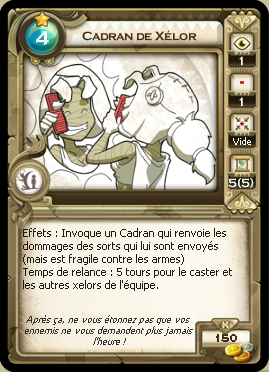 4
CADRAN DE XÉLOR
1
1
Vide
5(5)
Effets : Invoque un Cadran qui renvoie les
dommages des sorts qui lui sont envoyés
(mais est fragile contre les armes)
Temps de relance : 5 tours pour le caster et
les autres xelors de l'équipe.
Après ça, ne vous étonnez pas que vos
ennemis ne vous demandent plus jamais
l'heure !
K
150